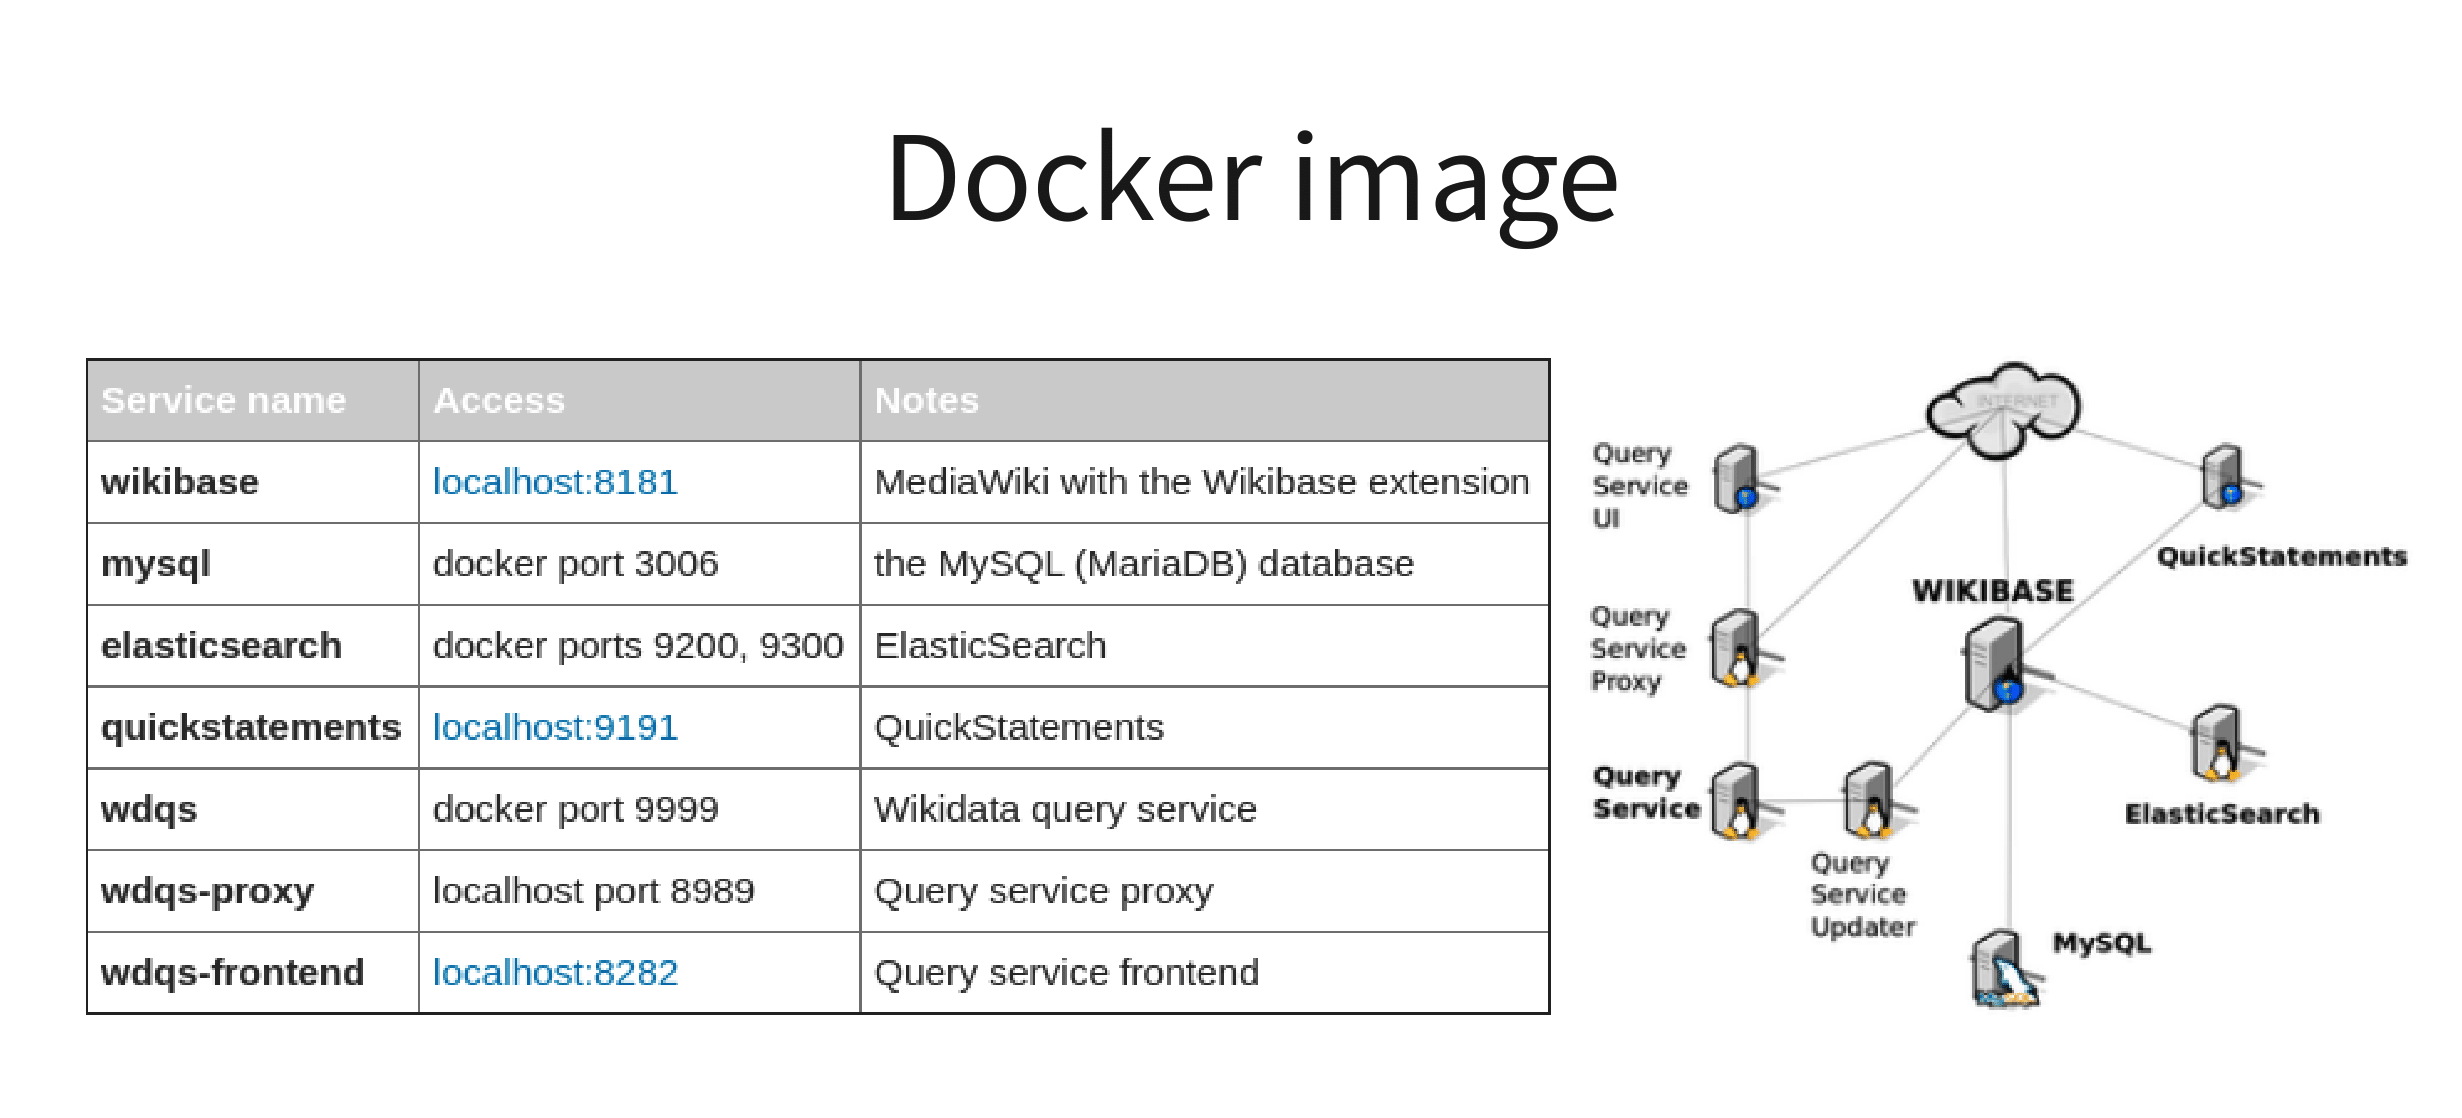 Docker image
Service name Access Notes
wikibase localhost:8181 MediaWiki with the Wikibase extension
mysql docker port 3006 the MySQL (MariaDB) database
elasticsearch docker ports 9200, 9300 ElasticSearch
quickstatements localhost:9191 QuickStatements
wdqs docker port 9999 Wikidata query service
wdqs-proxy localhost port 8989 Query service proxy
wdqs-frontend localhost:8282 Query service frontend
INTERNET
Query
Service
UI
QuickStatements
WIKIBASE
Query
Service
Proxy
Query
Service
ElasticSearch
Query
Service
Updater
MySQL